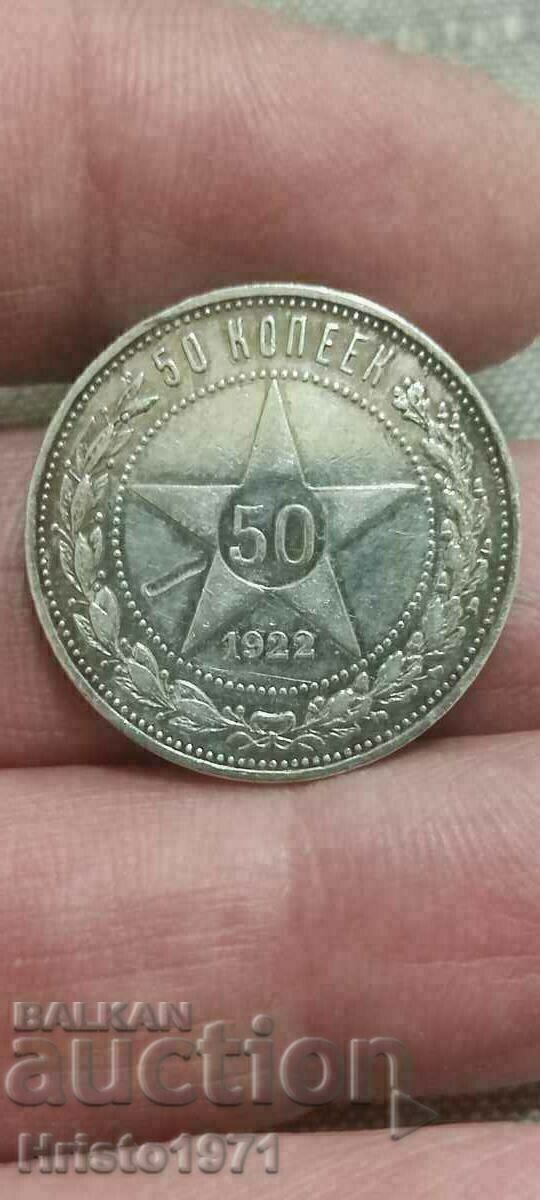 50 КОПЕЕК
50
1922
BALKAN
auction
Hristo1971